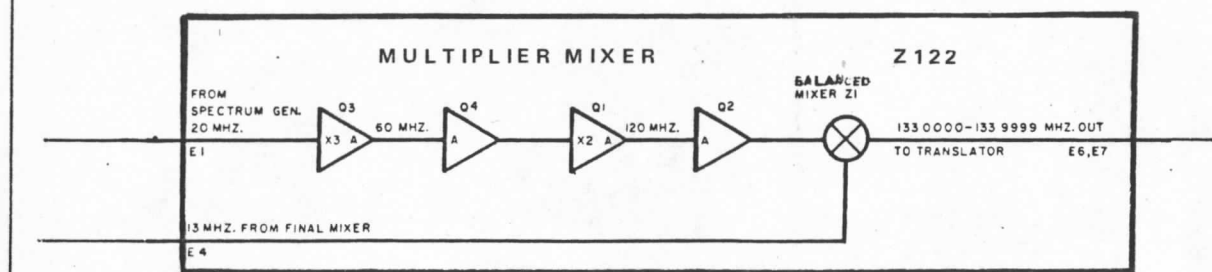 MULTIPLIER MIXER
Z122
FROM
SPECTRUM GEN.
20 MHZ.
E1
Q3
X3 A
60 MHZ.
Q4
A
Q1
X2 A
120 MHZ.
Q2
A
BALANCED
MIXER Z1
133 0000-133 9999 MHZ. OUT
TO TRANSLATOR
E6,E7
13 MHZ. FROM FINAL MIXER
E4